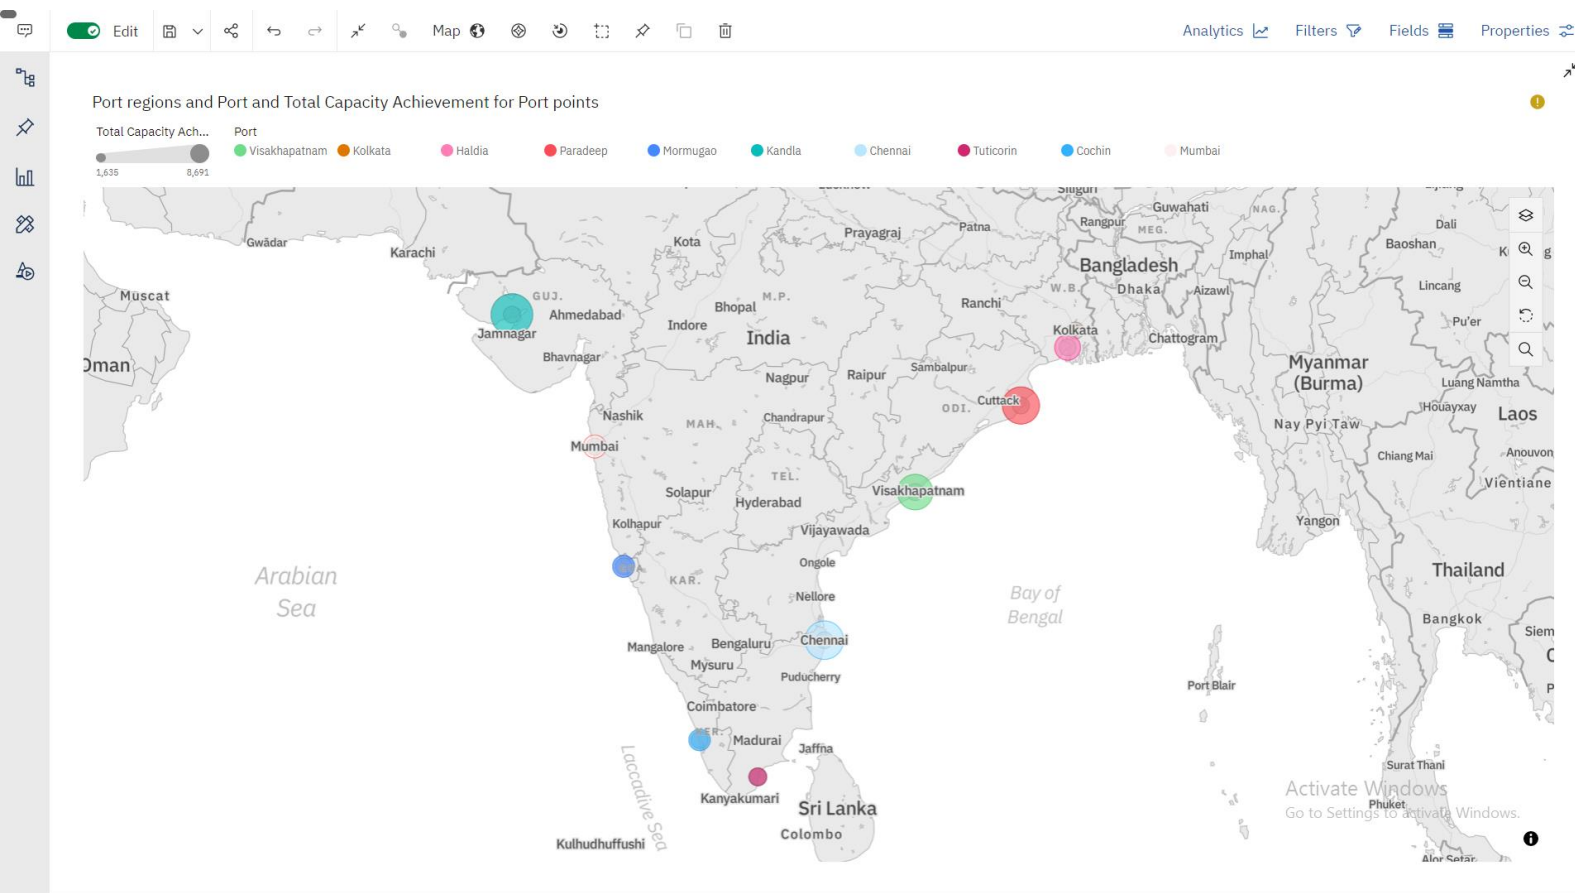 Edit
Map
Analytics
Filters
Fields
Properties
Port regions and Port and Total Capacity Achievement for Port points
Total Capacity Ach...
Port
Visakhapatnam
Kolkata
Haldia
Paradeep
Mormugao
Kandla
Chennai
Tuticorin
Cochin
Mumbai
1,635
8,691
Siliguri
Guwahati
NAG.
Gwādar
Karachi
Kota
Prayagraj
Patna
Rangpur
MEG.
Dali
Baoshan
Imphal
Bangladesh
Muscat
GUJ.
Ahmedabad
Bhopal
M.P.
Ranchi
W.B.
Dhaka
Aizawl
Lincang
Jamnagar
Indore
India
Kolkata
Chattogram
Pu'er
Oman
Bhavnagar
Nagpur
Raipur
Sambalpur
Myanmar
(Burma)
Luang Namtha
Nashik
MAH.
Chandrapur
ODI.
Cuttack
Nay Pyi Taw
Houayxay
Laos
Mumbai
Chiang Mai
Anouvon
TEL.
Solapur
Hyderabad
Visakhapatnam
Vientiane
Kolhapur
Vijayawada
Yangon
Arabian
Sea
KAR.
Ongole
Nellore
Bay of
Bengal
Thailand
Bangkok
Mangalore
Bengaluru
Chennai
Siem
Mysuru
Puducherry
Port Blair
Coimbatore
KER.
Madurai
Jaffna
Laccadive Sea
Surat Thani
Kanyakumari
Sri Lanka
Phuket
Activate Windows
Go to Settings to activate Windows.
Colombo
Kulhudhuffushi
Alor Setar